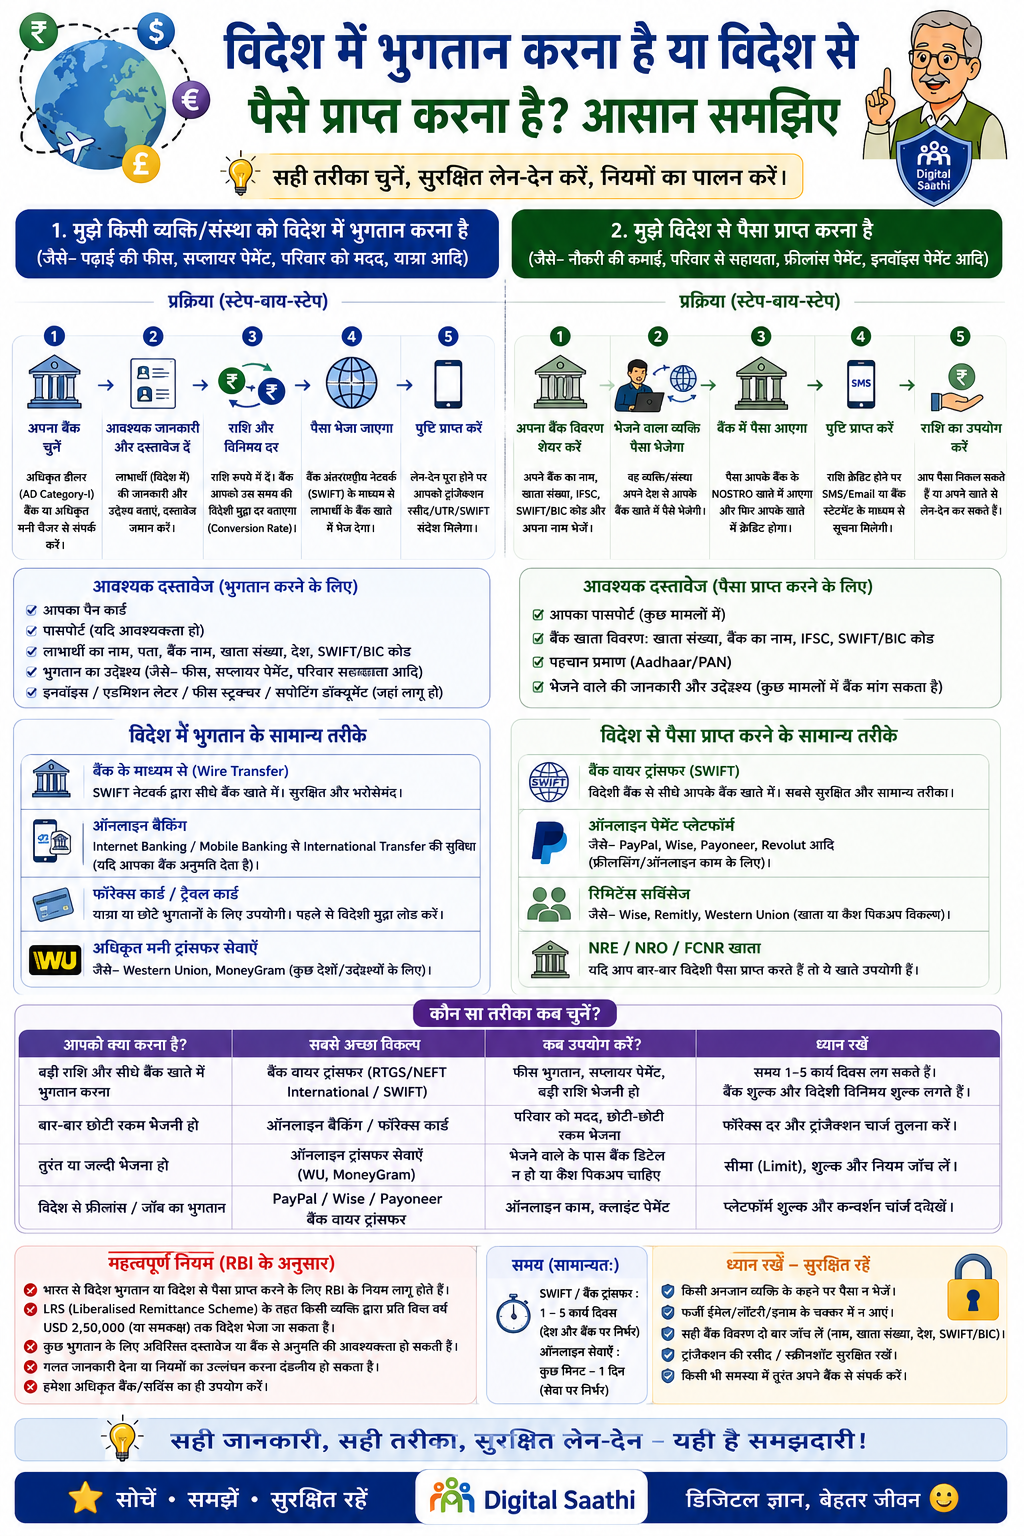 विदेश में भुगतान करना है या विदेश से
पैसे प्राप्त करना है? आसान समझिए
सही तरीका चुनें, सुरक्षित लेन-देन करें, नियमों का पालन करें।
₹
$
€
£
Digital
Saathi
1. मुझे किसी व्यक्ति/संस्था को विदेश में भुगतान करना है
(जैसे– पढ़ाई की फीस, सप्लायर पेमेंट, परिवार को मदद, यात्रा आदि)
प्रक्रिया (स्टेप-बाय-स्टेप)
1
अपना बैंक
चुनें
अधिकृत डीलर
(AD Category-I)
बैंक या अधिकृत
मनी चेंजर से संपर्क
करें।
2
आवश्यक जानकारी
और दस्तावेज दें
लाभार्थी (विदेश में)
की जानकारी और
उद्देश्य बताएं, दस्तावेज
जमान करें।
3
राशि और
विनिमय दर
राशि रुपये में दें। बैंक
आपको उस समय की
विदेशी मुद्रा दर बताएगा
(Conversion Rate)।
4
पैसा भेजा जाएगा
बैंक अंतरराष्ट्रीय नेटवर्क
(SWIFT) के माध्यम से
लाभार्थी के बैंक खाते
में भेज देगा।
5
पुष्टि प्राप्त करें
लेन-देन पूरा होने पर
आपको ट्रांजेक्शन
रसीद/UTR/SWIFT
संदेश मिलेगा।
2. मुझे विदेश से पैसा प्राप्त करना है
(जैसे– नौकरी की कमाई, परिवार से सहायता, फ्रीलांस पेमेंट, इनवॉइस पेमेंट आदि)
प्रक्रिया (स्टेप-बाय-स्टेप)
1
अपना बैंक विवरण
शेयर करें
अपने बैंक का नाम,
खाता संख्या, IFSC,
SWIFT/BIC कोड और
अपना नाम भेजें।
2
भेजने वाला व्यक्ति
पैसा भेजेगा
वह व्यक्ति/संस्था
अपने देश से आपके
बैंक खाते में पैसे भेजेगी।
3
बैंक में पैसा आएगा
पैसा आपके बैंक के
NOSTRO खाते में आएगा
और फिर आपके खाते
में क्रेडिट होगा।
4
SMS
पुष्टि प्राप्त करें
राशि क्रेडिट होने पर
SMS/Email या बैंक
स्टेटमेंट के माध्यम से
सूचना मिलेगी।
5
राशि का उपयोग
करें
आप पैसा निकल सकते
हैं या अपने खाते से
लेन-देन कर सकते हैं।
आवश्यक दस्तावेज (भुगतान करने के लिए)
आपका पैन कार्ड
पासपोर्ट (यदि आवश्यकता हो)
लाभार्थी का नाम, पता, बैंक नाम, खाता संख्या, देश, SWIFT/BIC कोड
भुगतान का उद्देश्य (जैसे– फीस, सप्लायर पेमेंट, परिवार आदि)
इनवॉइस / एडमिशन लेटर / फीस स्ट्रक्चर / सपोटिंग डॉक्यूमेंट (जहां लागू हो)
आवश्यक दस्तावेज (पैसा प्राप्त करने के लिए)
आपका पासपोर्ट (कुछ मामलों में)
बैंक खाता विवरण: खाता संख्या, बैंक का नाम, IFSC, SWIFT/BIC कोड
पहचान प्रमाण (Aadhaar/PAN)
भेजने वाले की जानकारी और उद्देश्य (कुछ मामलों में बैंक मांग सकता है)
विदेश में भुगतान के सामान्य तरीके
बैंक के माध्यम से (Wire Transfer)
SWIFT नेटवर्क द्वारा सीधे बैंक खाते में। सुरक्षित और भरोसेमंद।
ऑनलाइन बैकिंग
Internet Banking / Mobile Banking से International Transfer की सुविधा
(यदि आपका बैंक अनुमति देता है)।
फॉरेक्स कार्ड / ट्रैवल कार्ड
यात्रा या छोटे भुगतानों के लिए उपयोगी। पहले से विदेशी मुद्रा लोड करें।
WU
अधिकृत मनी ट्रांसफर सेवाएँ
जैसे– Western Union, MoneyGram (कुछ देशों/उद्देश्यों के लिए)।
विदेश से पैसा प्राप्त करने के सामान्य तरीके
SWIFT
बैंक वायर ट्रांसफर (SWIFT)
विदेशी बैंक से सीधे आपके बैंक खाते में। सबसे सुरक्षित और सामान्य तरीका।
ऑनलाइन पेमेंट प्लेटफॉर्म
जैसे– PayPal, Wise, Payoneer, Revolut आदि
(फ्रीलसिंग/ऑनलाइन काम के लिए)।
रिमिटेंस सर्विसेज
जैसे– Wise, Remitly, Western Union (खाता या कैश पिकअप विकल्प)।
NRE / NRO / FCNR खाता
यदि आप बार-बार विदेशी पैसा प्राप्त करते हैं तो ये खाते उपयोगी हैं।
कौन सा तरीका कब चुनें?
आपको क्या करना है?
सबसे अच्छा विकल्प
कब उपयोग करें?
ध्यान रखें
बड़ी राशि और सीधे बैंक खाते में
भुगतान करना
बैंक वायर ट्रांसफर (RTGS/NEFT
International / SWIFT)
फीस भुगतान, सप्लायर पेमेंट,
बड़ी राशि भेजनी हो
समय 1–5 कार्य दिवस लग सकते हैं।
बैंक शुल्क और विदेशी विनिमय शुल्क लगते हैं।
बार-बार छोटी रकम भेजनी हो
ऑनलाइन बैकिंग / फॉरेक्स कार्ड
परिवार को मदद, छोटी-छोटी
रकम भेजना
फॉरेक्स दर और ट्रांजैक्शन चार्ज तुलना करें।
तुरंत या जल्दी भेजना हो
ऑनलाइन ट्रांसफर सेवाएँ
(WU, MoneyGram)
भेजने वाले के पास बैंक डिटेल
न हो या कैश पिकअप चाहिए
सीमा (Limit), शुल्क और नियम जाँच लें।
विदेश से फ्रीलांस / जॉब का भुगतान
PayPal / Wise / Payoneer
बैंक वायर ट्रांसफर
ऑनलाइन काम, क्लाइंट पेमेंट
प्लेटफॉर्म शुल्क और कन्वर्शन चार्ज देखें।
महत्वपूर्ण नियम (RBI के अनुसार)
भारत से विदेश भुगतान या विदेश से पैसा प्राप्त करने के लिए RBI के नियम लागू होते हैं।
LRS (Liberalised Remittance Scheme) के तहत किसी व्यक्ति द्वारा प्रति वित्त वर्ष
USD 2,50,000 (या समकक्ष) तक विदेश भेजा जा सकता है।
कुछ भुगतान के लिए दस्तावेज या बैंक से अनुमति की आवश्यकता हो सकती है।
गलत जानकारी देना या नियमों का उल्लंघन करना दंडनीय हो सकता है।
हमेशा अधिकृत बैंक/सर्विस का ही उपयोग करें।
समय (सामान्यतः)
SWIFT / बैंक ट्रांसफर :
1 – 5 कार्य दिवस
(देश और बैंक पर निर्भर)
ऑनलाइन सेवाएँ :
कुछ मिनट – 1 दिन
(सेवा पर निर्भर)
ध्यान रखें – सुरक्षित रहें
किसी अनजान व्यक्ति के कहने पर पैसा न भेजें।
फर्जी ईमेल/लॉटरी/इनाम के चक्कर में न आएं।
सही बैंक विवरण दो बार जाँच लें (नाम, खाता संख्या, देश, SWIFT/BIC)।
ट्रांजैक्शन की रसीद / स्क्रीनशॉट सुरक्षित रखें।
किसी भी समस्या में तुरंत अपने बैंक से संपर्क करें।
सही जानकारी, सही तरीका, सुरक्षित लेन-देन – यही है समझदारी!
सोचें • समझें • सुरक्षित रहें
Digital Saathi
डिजिटल ज्ञान, बेहतर जीवन